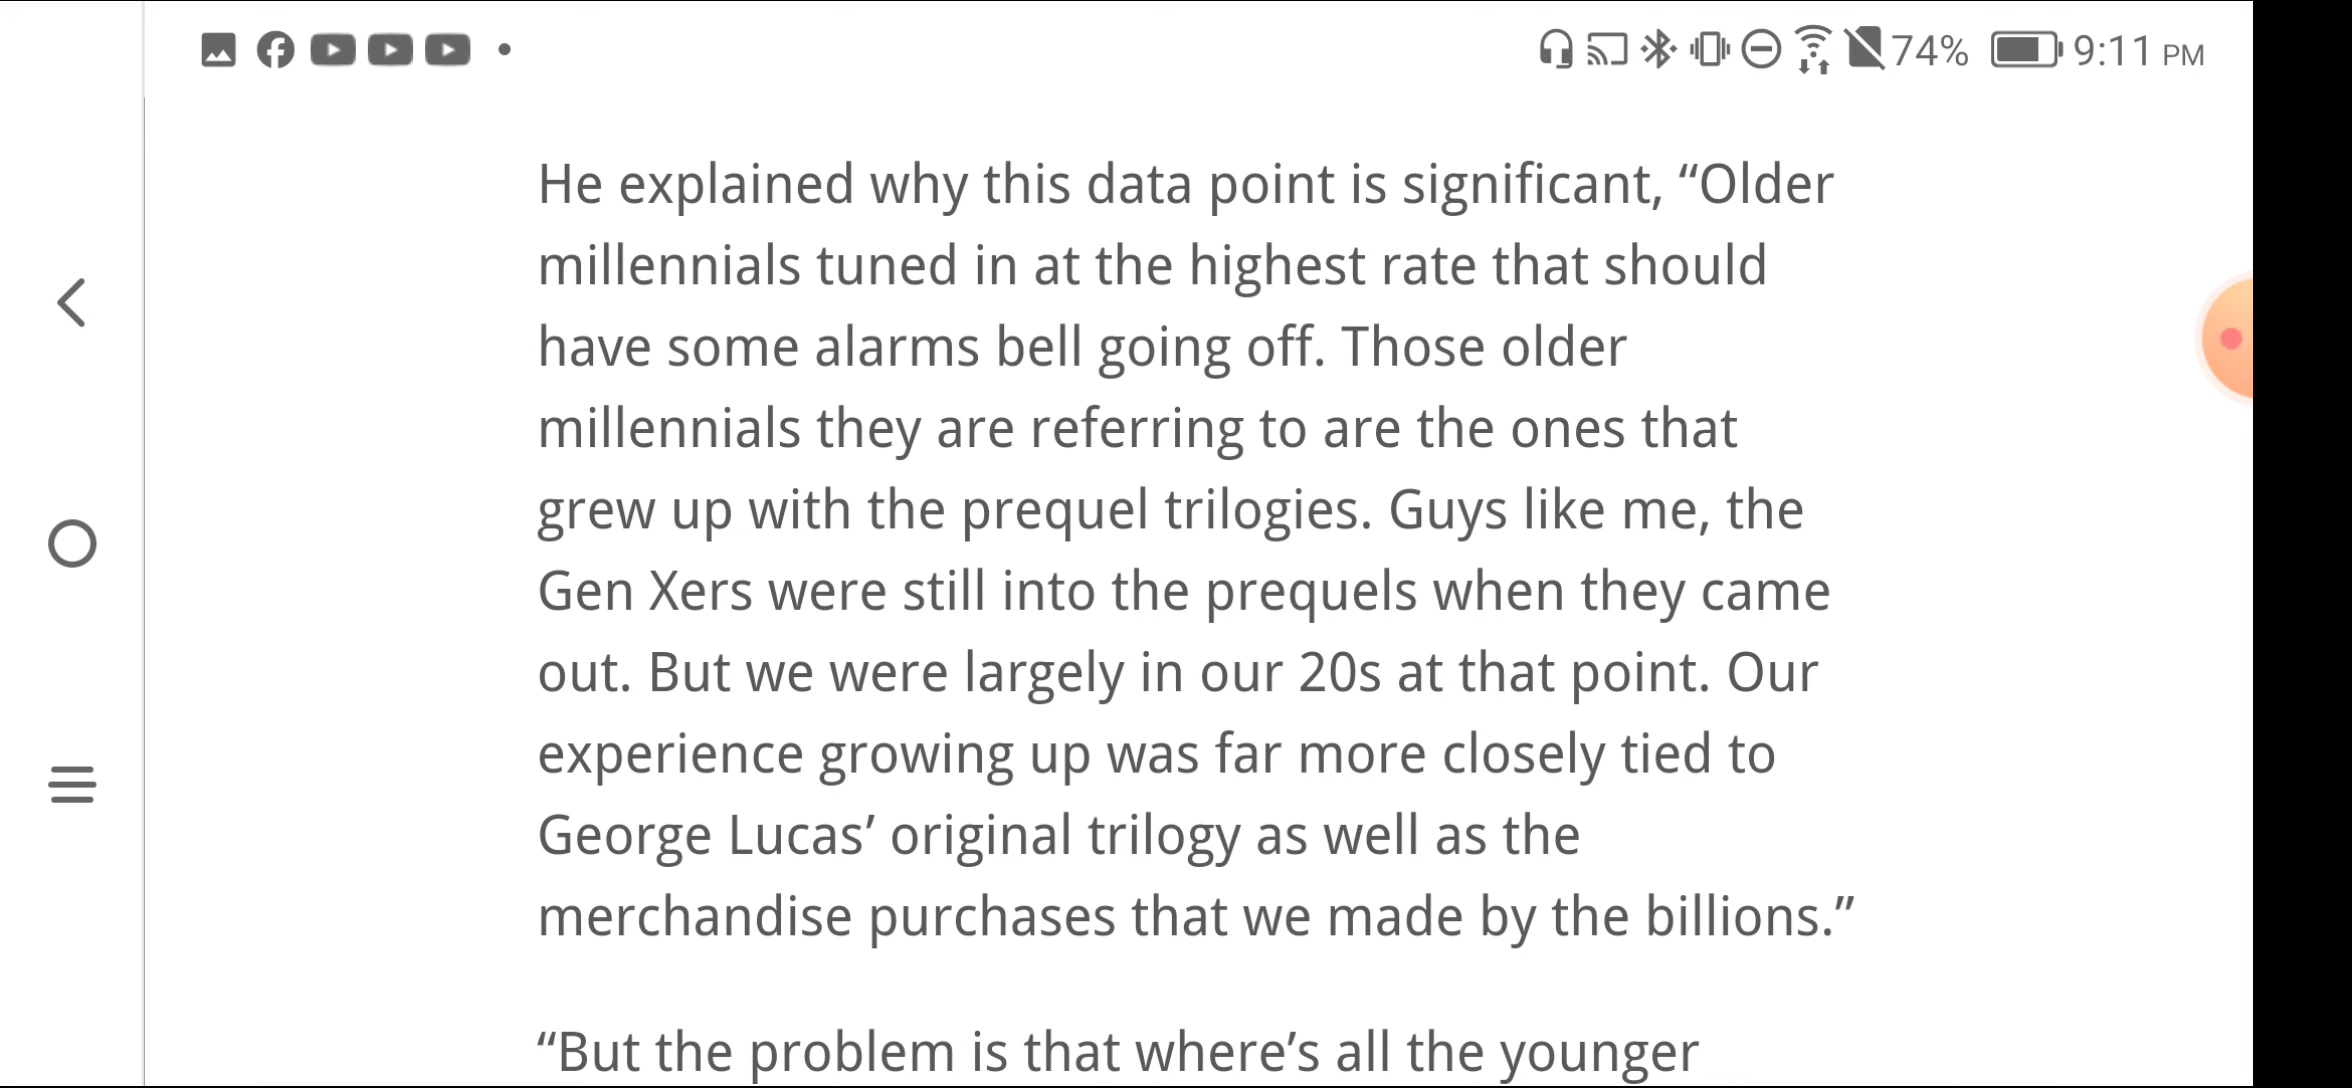 74% 9:11 PM
He explained why this data point is significant, “Older
millennials tuned in at the highest rate that should
have some alarms bell going off. Those older
millennials they are referring to are the ones that
grew up with the prequel trilogies. Guys like me, the
Gen Xers were still into the prequels when they came
out. But we were largely in our 20s at that point. Our
experience growing up was far more closely tied to
George Lucas’ original trilogy as well as the
merchandise purchases that we made by the billions.”
“But the problem is that where’s all the younger